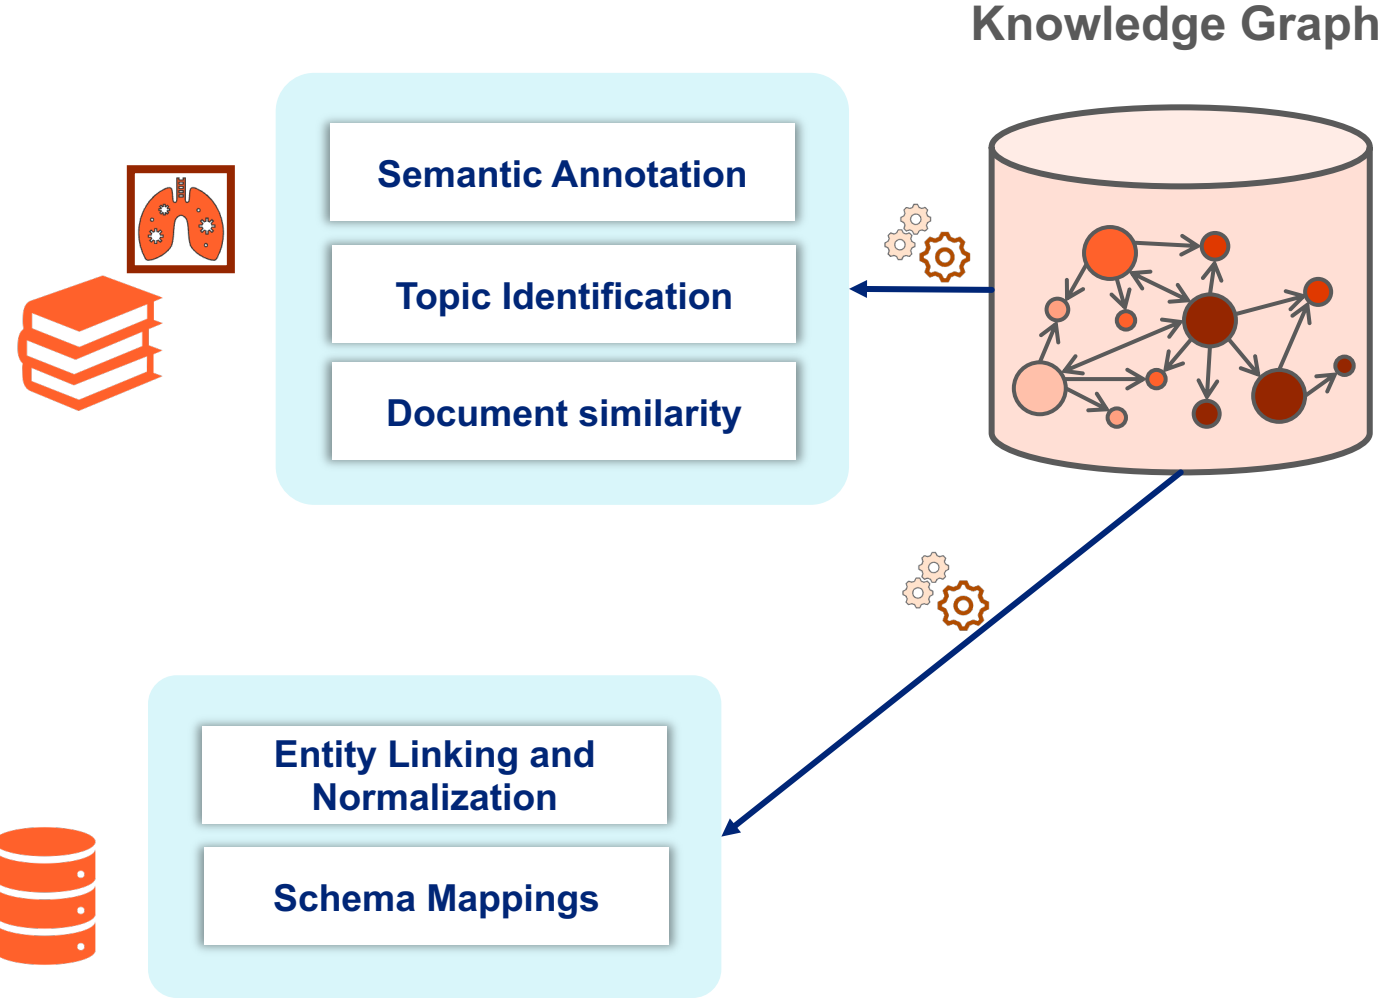 Knowledge Graph
Semantic Annotation
Topic Identification
Document similarity
Entity Linking and
Normalization
Schema Mappings